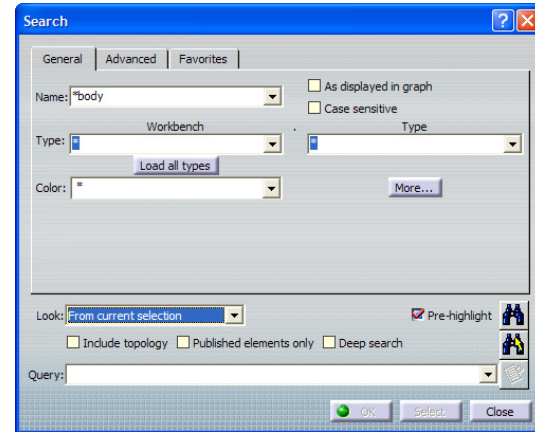 Search
General Advanced Favorites
Name: *body
As displayed in graph
Case sensitive
Workbench . Type
Type: * *
Load all types
Color: * More...
Look: From current selection Pre-highlight
Include topology Published elements only Deep search
Query:
OK Select Close